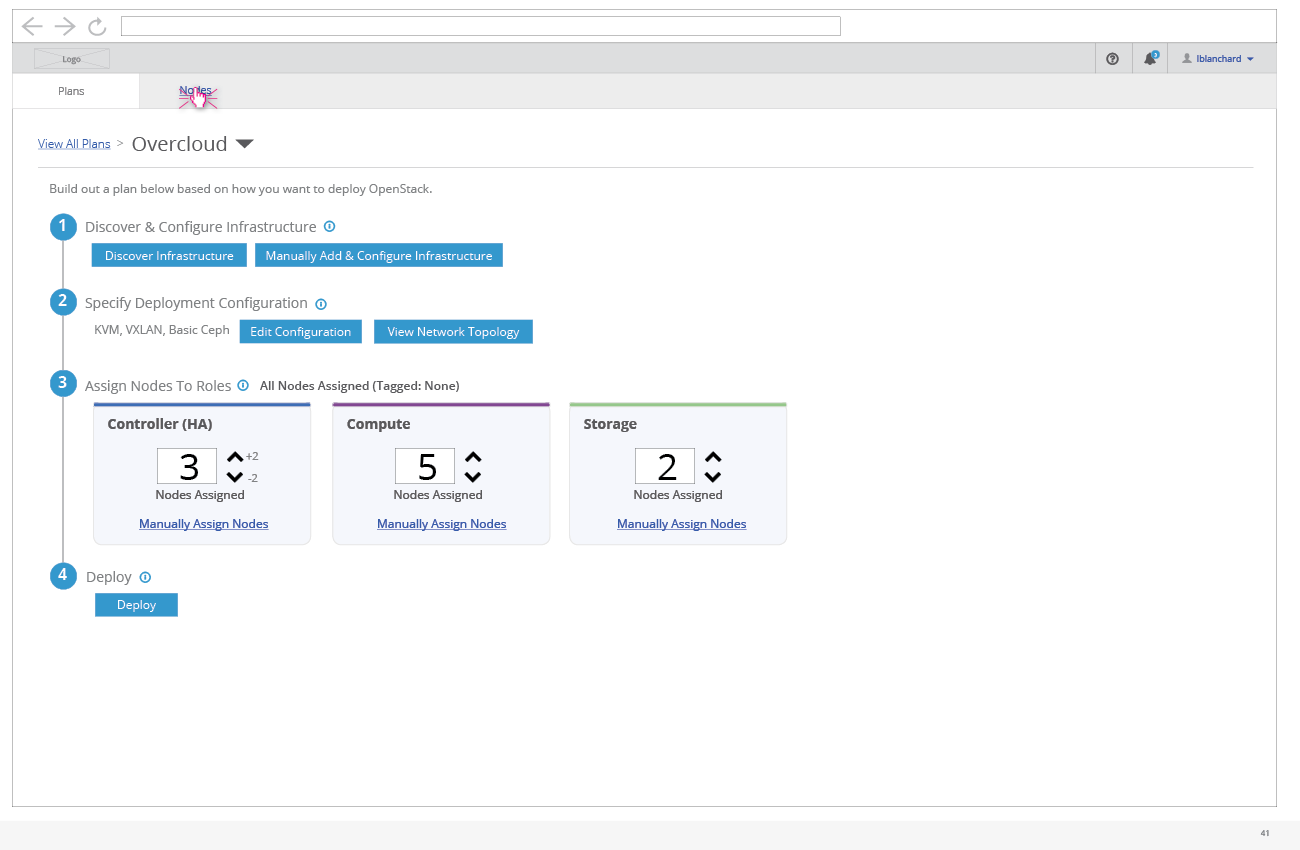 Logo
3
lblanchard
Plans
Nodes
View All Plans > Overcloud
Build out a plan below based on how you want to deploy OpenStack.
1 Discover & Configure Infrastructure
Discover Infrastructure Manually Add & Configure Infrastructure
2 Specify Deployment Configuration
KVM, VXLAN, Basic Ceph Edit Configuration View Network Topology
3 Assign Nodes To Roles All Nodes Assigned (Tagged: None)
Controller (HA)
3 +2
-2
Nodes Assigned
Manually Assign Nodes
Compute
5
Nodes Assigned
Manually Assign Nodes
Storage
2
Nodes Assigned
Manually Assign Nodes
4 Deploy
Deploy
41